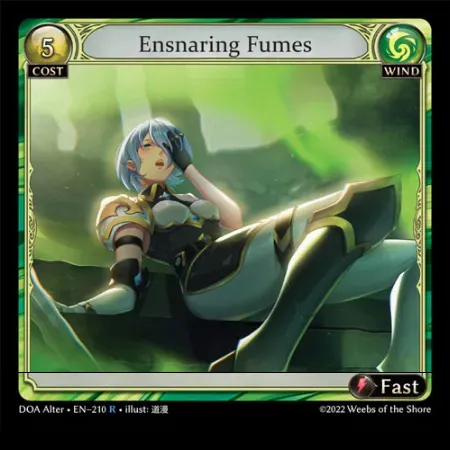 5
COST
Ensnaring Fumes
WIND
Fast
DOA Alter • EN-210 R • illust: 道漫
©2022 Weebs of the Shore